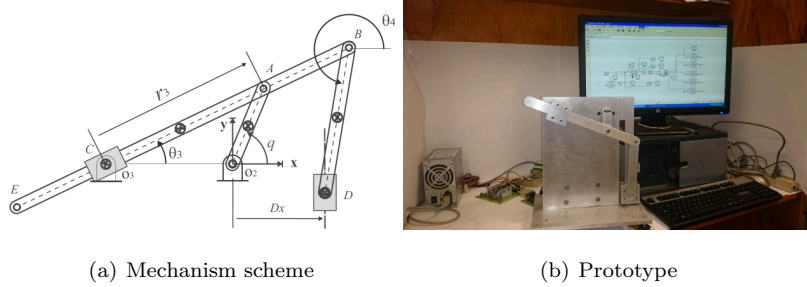 θ4
B
A
r3
y
C
q
θ3
x
E
O3
O2
D
Dx
(a) Mechanism scheme
(b) Prototype